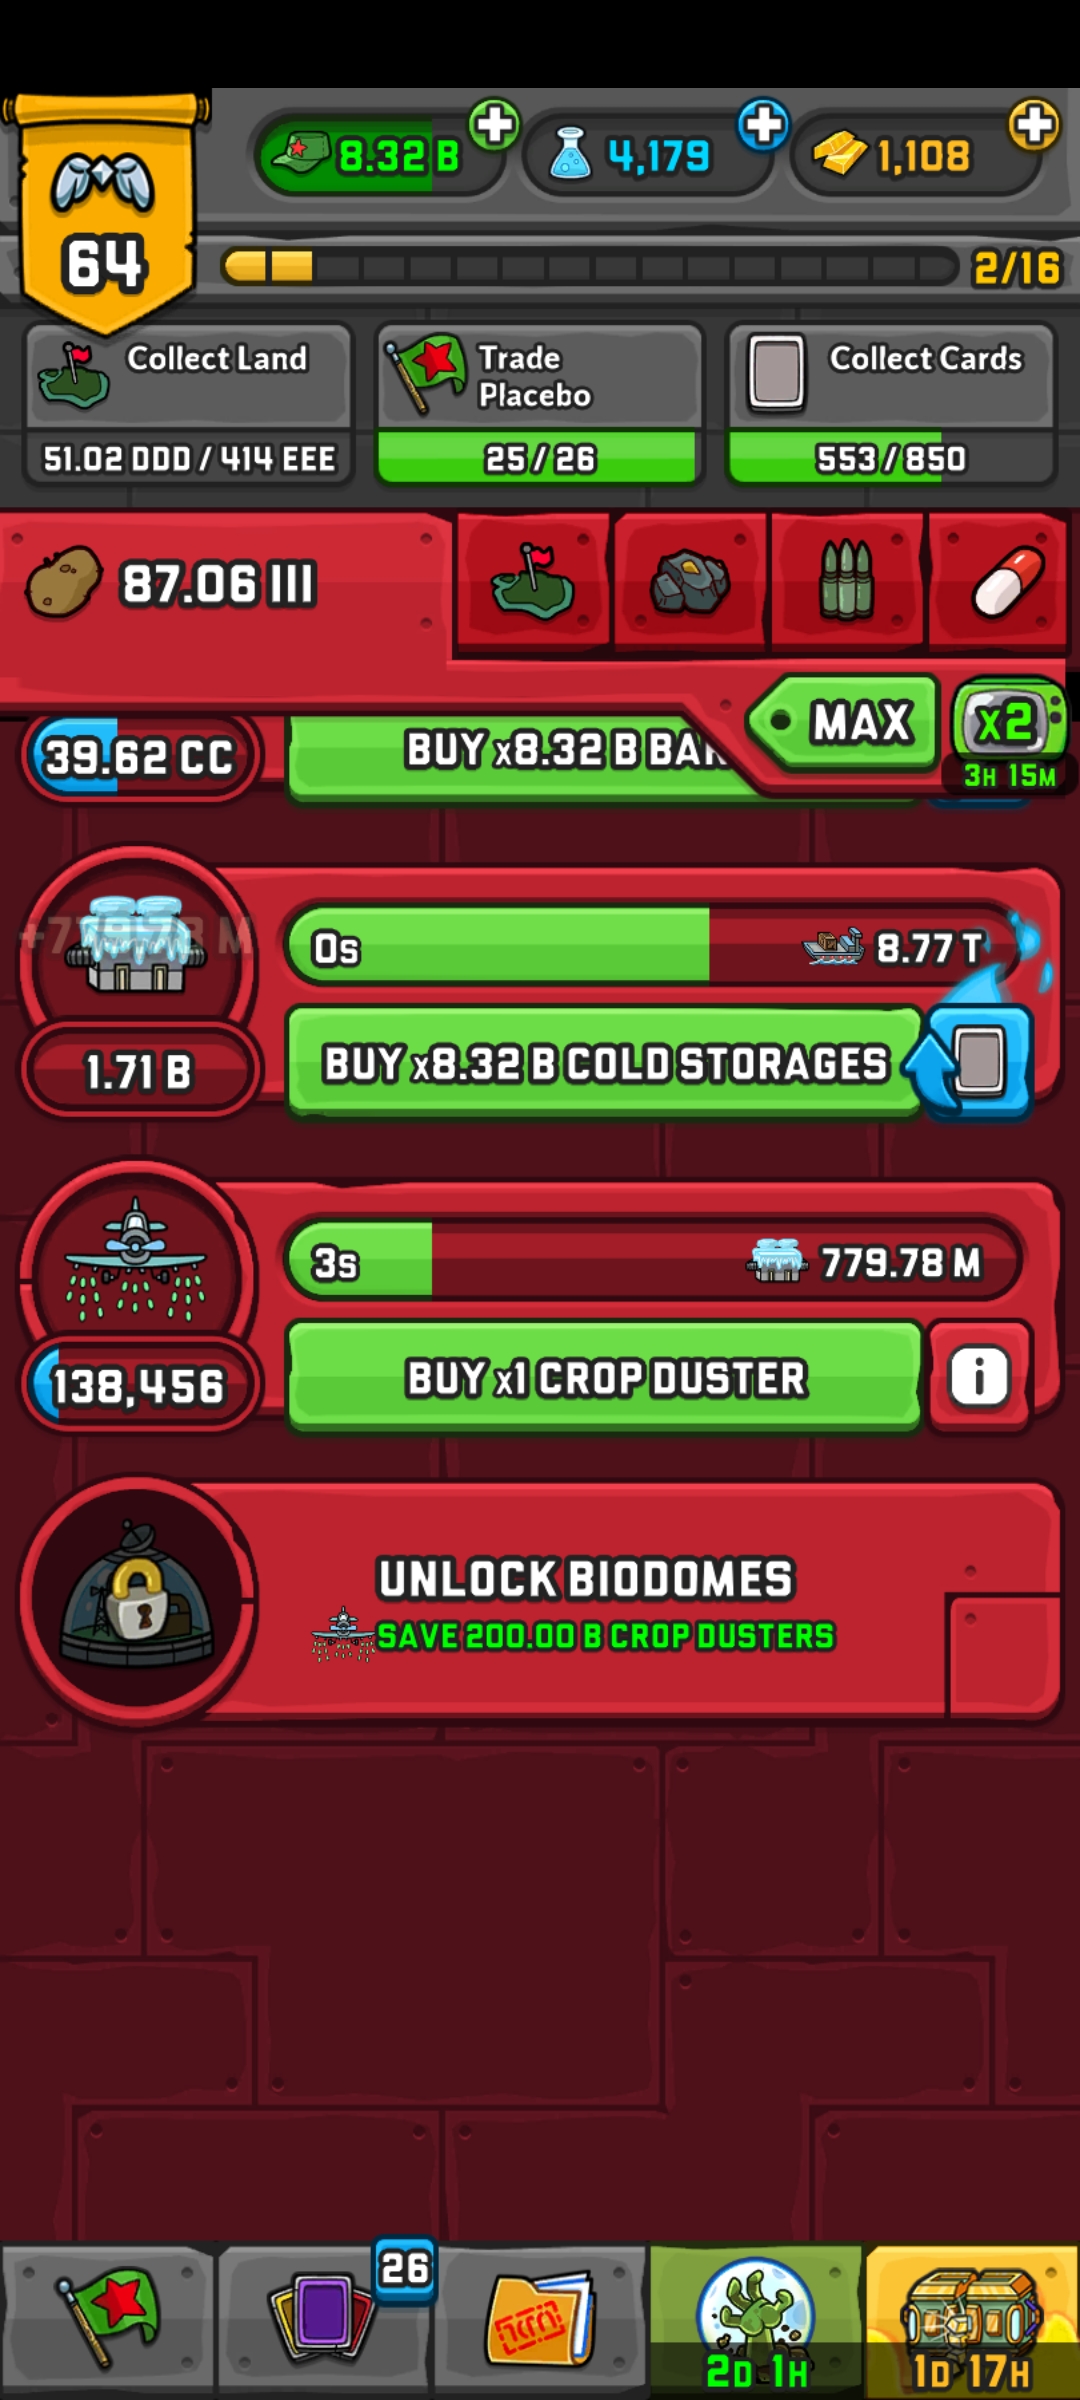 8.32 B
4,179
1,108
64
2/16
Collect Land
51.02 DDD / 414 EEE
Trade
Placebo
25 / 26
Collect Cards
553 / 850
87.06 III
MAX
x2
3H 15M
39.62 CC
BUY x8.32 B
0s
8.77 T
1.71 B
BUY x8.32 B COLD STORAGES
3s
779.78 M
138,456
BUY x1 CROP DUSTER
i
UNLOCK BIODOMES
SAVE 200.00 B CROP DUSTERS
26
2D 1H
1D 17H